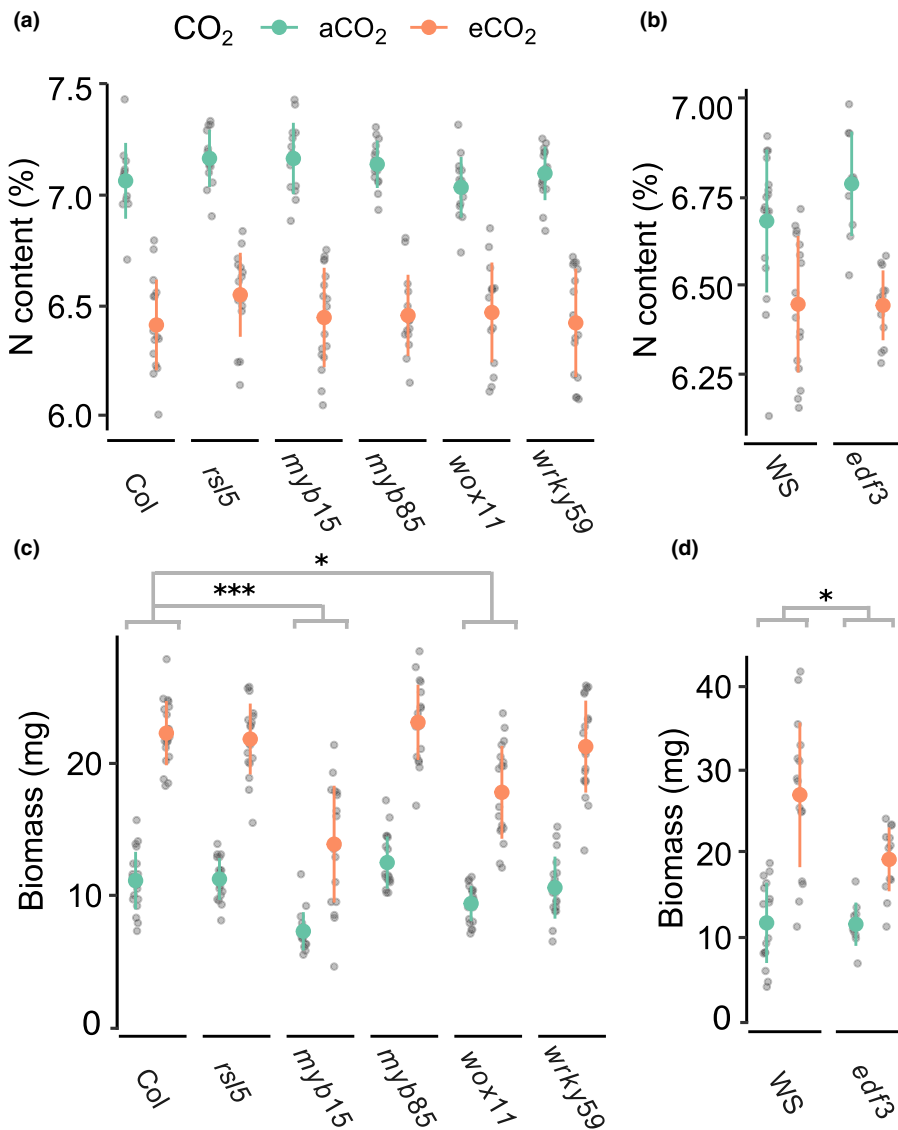 (a) CO₂ aCO₂ eCO₂ (b)
N content (%)
7.5
7.0
6.5
6.0
Col rsl5 myb15 myb85 wox11 wrky59
N content (%)
7.00
6.75
6.50
6.25
WS edf3
(c)
*
***
Biomass (mg)
20
10
0
Col rsl5 myb15 myb85 wox11 wrky59
(d)
*
Biomass (mg)
40
30
20
10
0
WS edf3